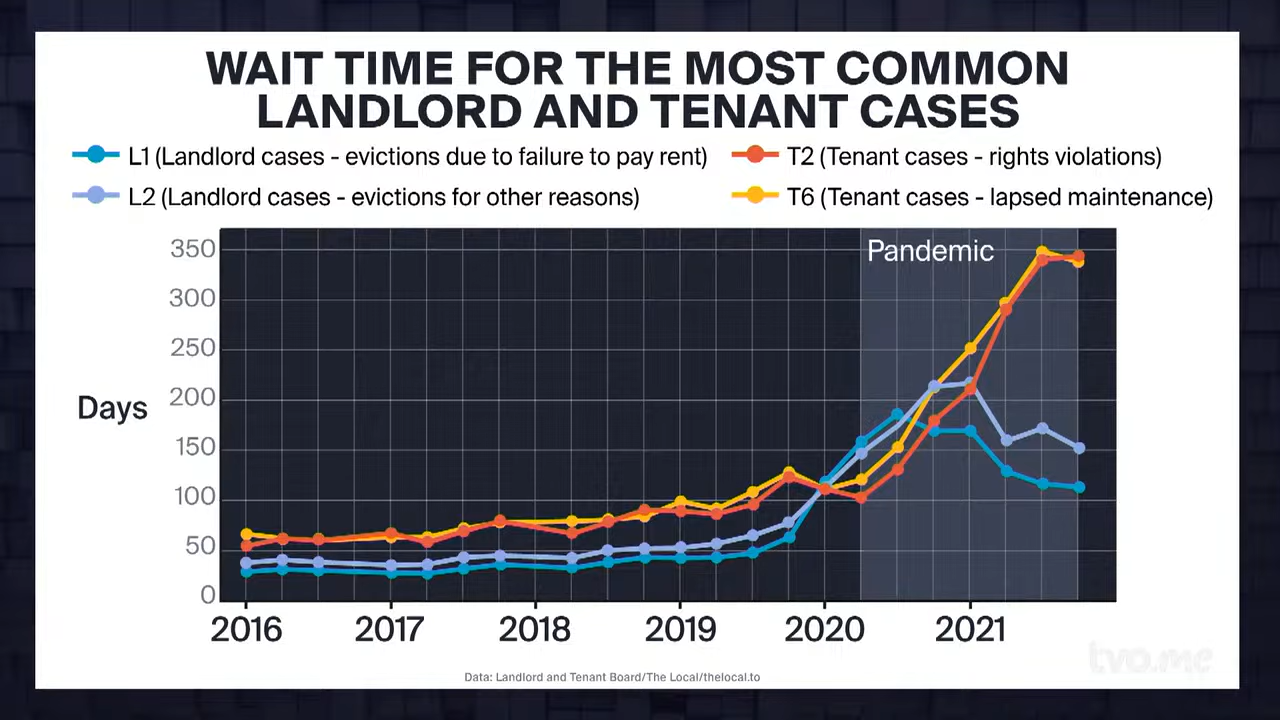 WAIT TIME FOR THE MOST COMMON
LANDLORD AND TENANT CASES
L1 (Landlord cases - evictions due to failure to pay rent)
T2 (Tenant cases - rights violations)
L2 (Landlord cases - evictions for other reasons)
T6 (Tenant cases - lapsed maintenance)
Pandemic
350
300
250
200
150
100
50
0
Days
2016 2017 2018 2019 2020 2021
tvo.me
Data: Landlord and Tenant Board/The Local/thelocal.to